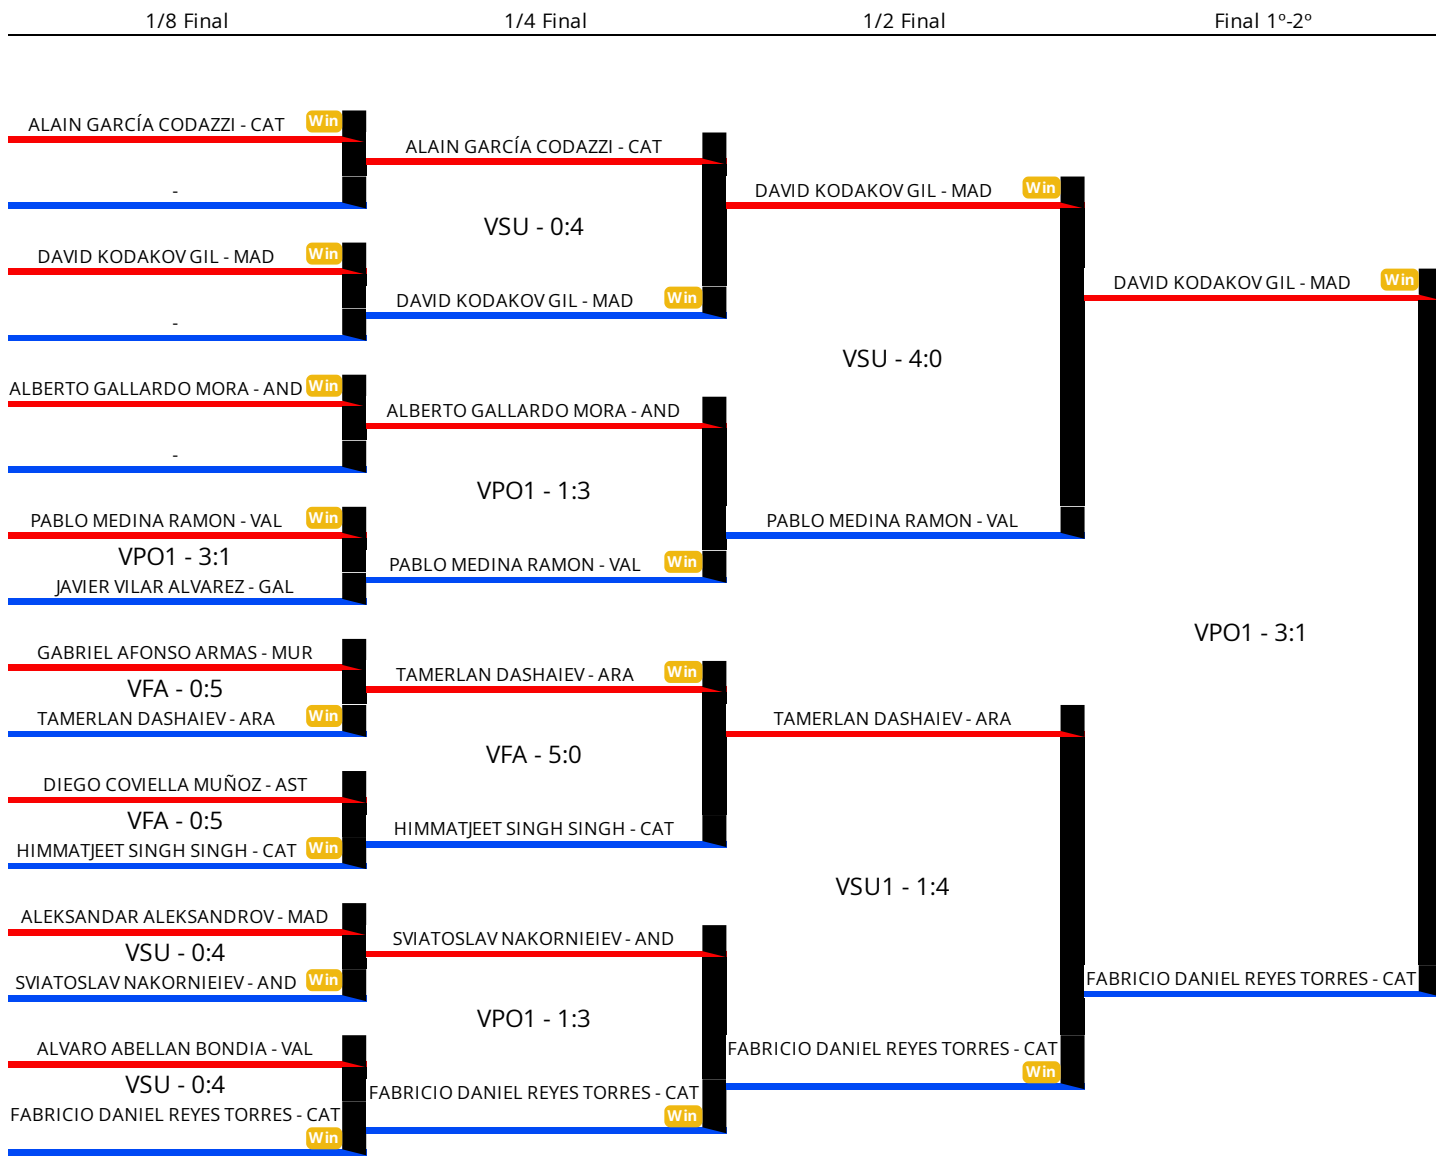 1/8 Final
1/4 Final
1/2 Final
Final 1º-2º
ALAIN GARCÍA CODAZZI - CAT
Win
-
DAVID KODAKOV GIL - MAD
Win
-
ALBERTO GALLARDO MORA - AND
Win
-
PABLO MEDINA RAMON - VAL
Win
VPO1 - 3:1
JAVIER VILAR ALVAREZ - GAL
GABRIEL AFONSO ARMAS - MUR
VFA - 0:5
TAMERLAN DASHAIEV - ARA
Win
DIEGO COVIELLA MUÑOZ - AST
VFA - 0:5
HIMMATJEET SINGH SINGH - CAT
Win
ALEKSANDAR ALEKSANDROV - MAD
VSU - 0:4
SVIATOSLAV NAKORNIEIEV - AND
Win
ALVARO ABELLAN BONDIA - VAL
VSU - 0:4
FABRICIO DANIEL REYES TORRES - CAT
Win
ALAIN GARCÍA CODAZZI - CAT
VSU - 0:4
DAVID KODAKOV GIL - MAD
Win
ALBERTO GALLARDO MORA - AND
VPO1 - 1:3
PABLO MEDINA RAMON - VAL
Win
TAMERLAN DASHAIEV - ARA
Win
VFA - 5:0
HIMMATJEET SINGH SINGH - CAT
SVIATOSLAV NAKORNIEIEV - AND
VPO1 - 1:3
FABRICIO DANIEL REYES TORRES - CAT
Win
DAVID KODAKOV GIL - MAD
Win
VSU - 4:0
PABLO MEDINA RAMON - VAL
TAMERLAN DASHAIEV - ARA
VSU1 - 1:4
FABRICIO DANIEL REYES TORRES - CAT
Win
DAVID KODAKOV GIL - MAD
Win
VPO1 - 3:1
FABRICIO DANIEL REYES TORRES - CAT